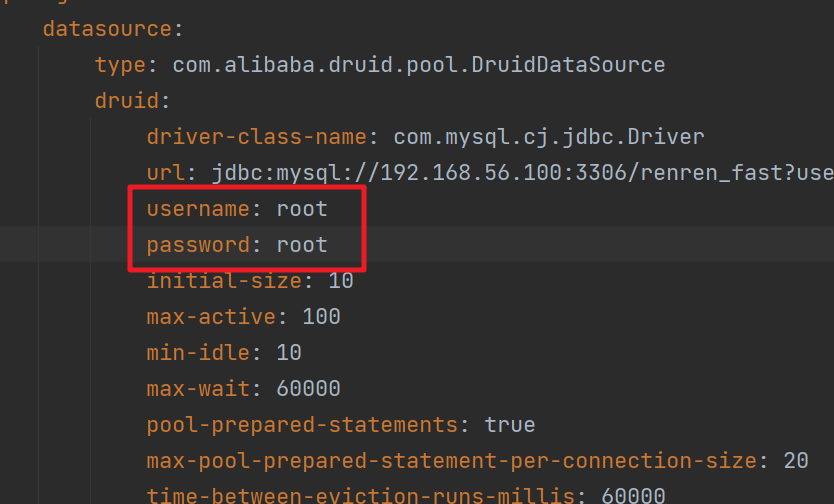 datasource:
type: com.alibaba.druid.pool.DruidDataSource
druid:
driver-class-name: com.mysql.cj.jdbc.Driver
url: jdbc:mysql://192.168.56.100:3306/renren_fast?use
username: root
password: root
initial-size: 10
max-active: 100
min-idle: 10
max-wait: 60000
pool-prepared-statements: true
max-pool-prepared-statement-per-connection-size: 20
time-between-eviction-runs-millis: 60000